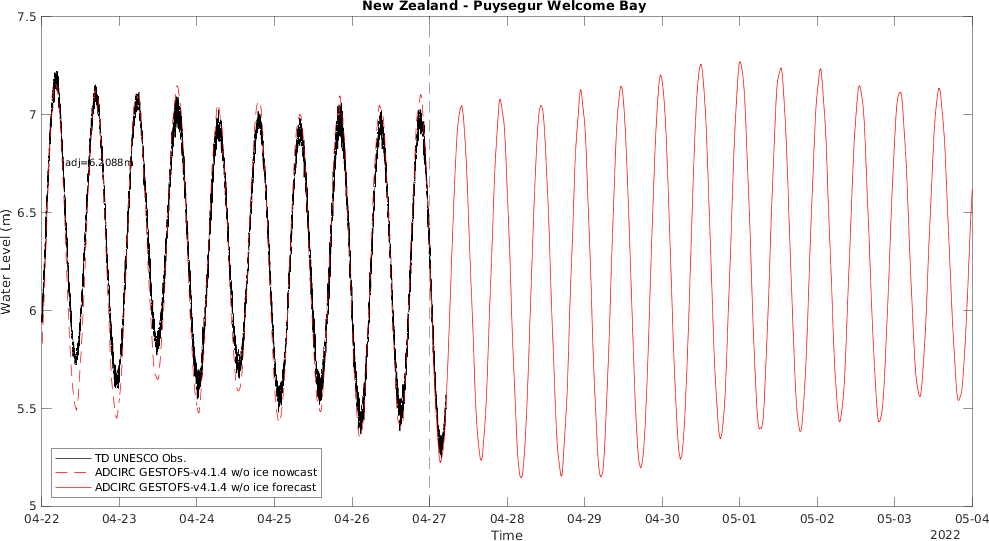 New Zealand - Puysegur Welcome Bay
7.5
7
6.5
6
5.5
5
Water Level (m)
adj=6.2088m
TD UNESCO Obs.
ADCIRC GESTOFS-v4.1.4 w/o ice nowcast
ADCIRC GESTOFS-v4.1.4 w/o ice forecast
04-22 04-23 04-24 04-25 04-26 04-27 04-28 04-29 04-30 05-01 05-02 05-03 05-04
Time
2022